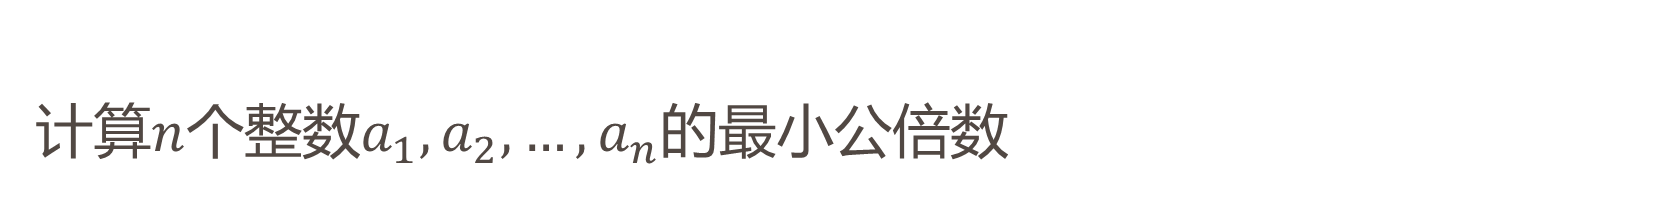 计算n个整数a₁, a₂, … , aₙ的最小公倍数